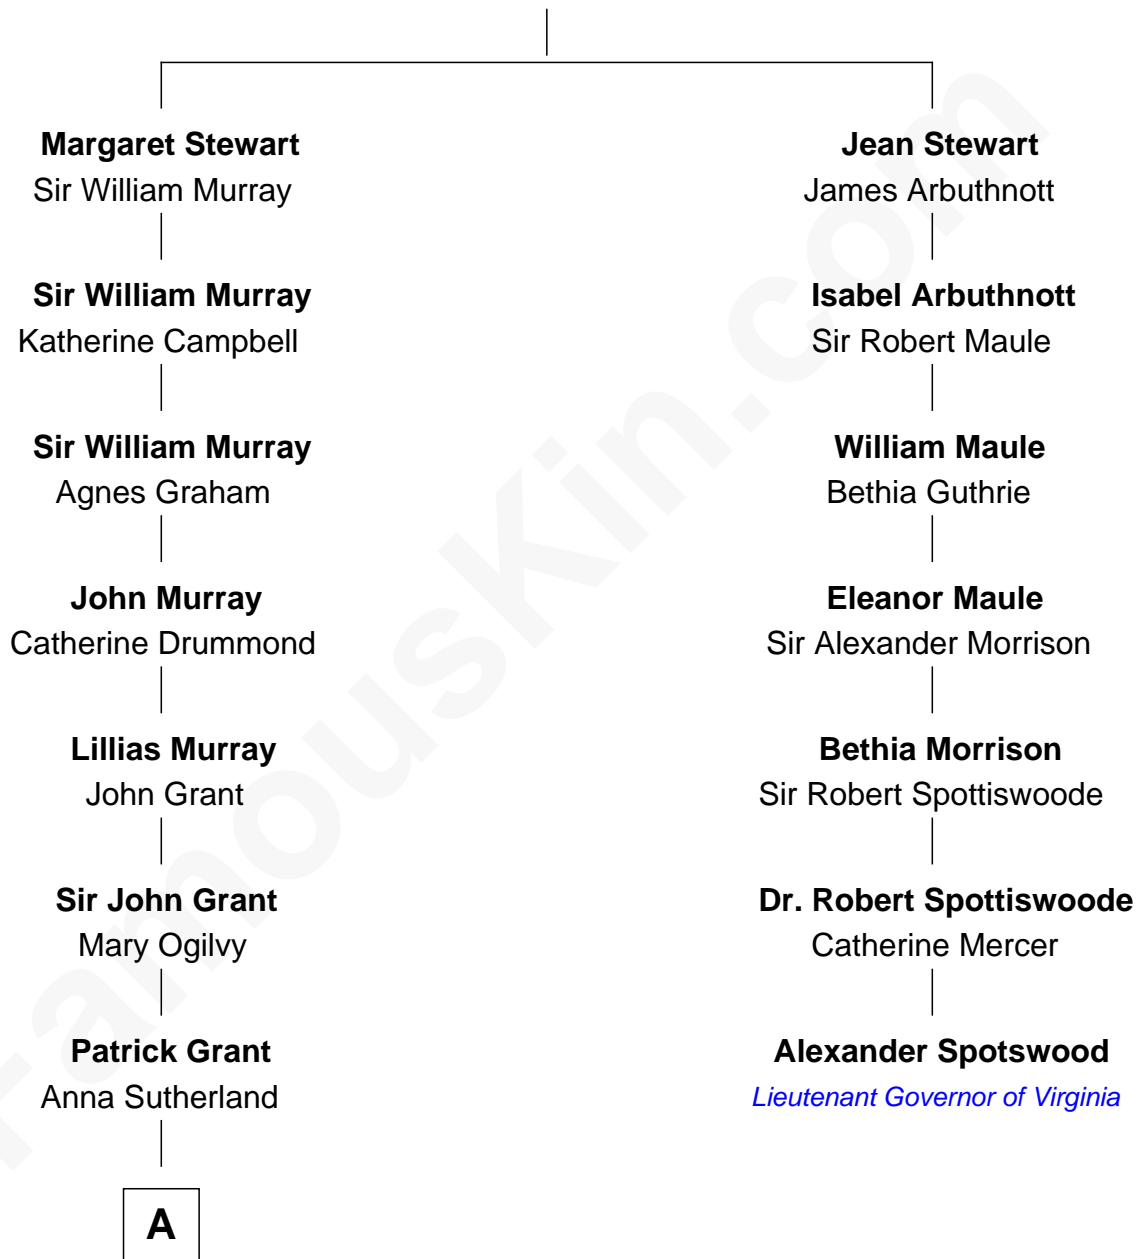 Margaret Stewart
Sir William Murray
Jean Stewart
James Arbuthnott
Sir William Murray
Katherine Campbell
Isabel Arbuthnott
Sir Robert Maule
Sir William Murray
Agnes Graham
William Maule
Bethia Guthrie
John Murray
Catherine Drummond
Eleanor Maule
Sir Alexander Morrison
Lillias Murray
John Grant
Bethia Morrison
Sir Robert Spottiswoode
Sir John Grant
Mary Ogilvy
Dr. Robert Spottiswoode
Catherine Mercer
Patrick Grant
Anna Sutherland
Alexander Spotswood
Lieutenant Governor of Virginia
A
FamousKin.com